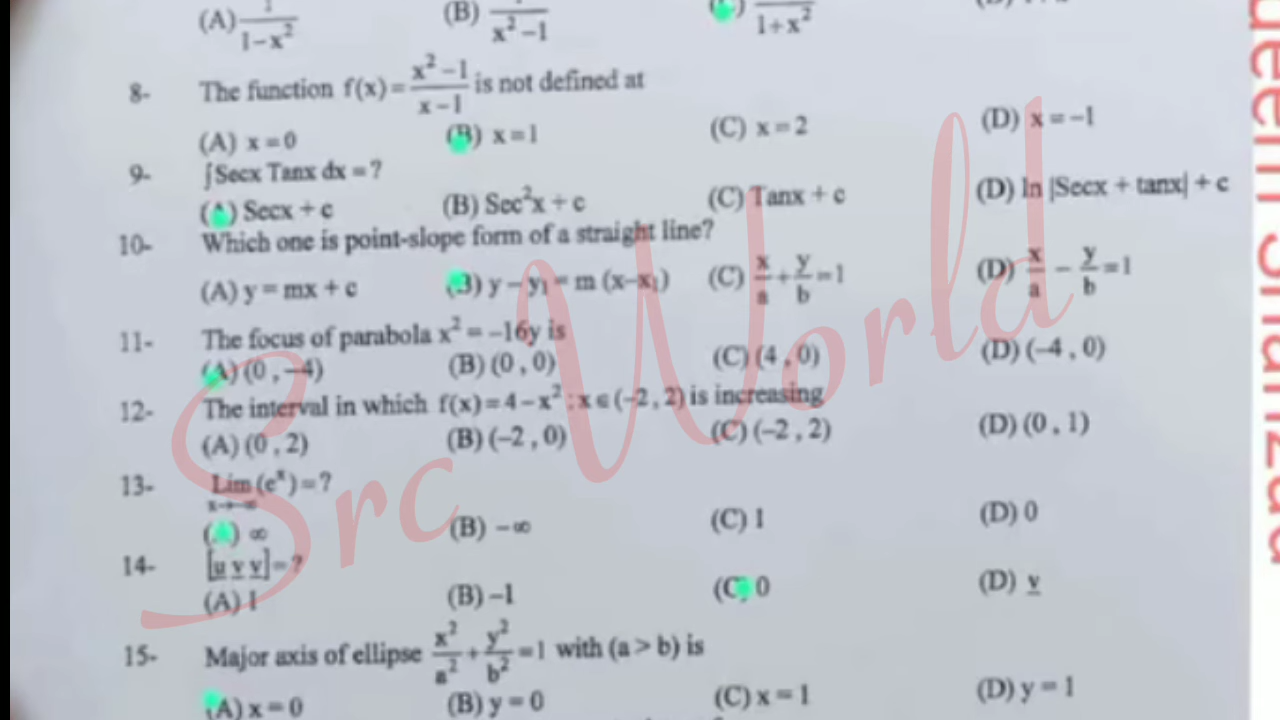 (A) 1/1-x² (B) 1/x²-1 1+x²
8- The function f(x)= x²-1/x-1 is not defined at
(A) x=0 (B) x=1 (C) x=2 (D) x=-1
9- ∫Secx Tanx dx =?
(A) Secx + c (B) Sec²x + c (C) Tanx + c (D) ln |Secx + tanx| + c
10- Which one is point-slope form of a straight line?
(A) y = mx + c (B) y - y₁ = m (x-x₁) (C) x/a + y/b =1 (D) x/a - y/b =1
11- The focus of parabola x² = -16y is
(A) (0 , -4) (B) (0 , 0) (C) (4 , 0) (D) (-4 , 0)
12- The interval in which f(x)=4-x² ; x ∈ (-2 , 2) is increasing
(A) (0 , 2) (B) (-2 , 0) (C) (-2 , 2) (D) (0 , 1)
13- Lim (eˣ) = ?
(A) ∞ (B) -∞ (C) 1 (D) 0
14- [u v v] = ?
(A) 1 (B) -1 (C) 0 (D) v
15- Major axis of ellipse x²/a² + y²/b² =1 with (a > b) is
(A) x=0 (B) y=0 (C) x=1 (D) y=1
Src World